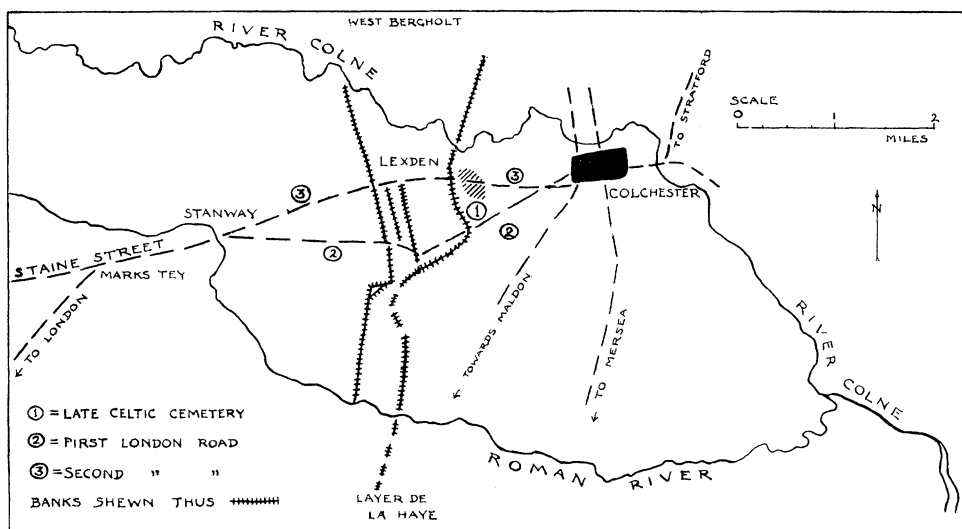 WEST BERGHOLT
RIVER COLNE
TO STRATFORD
SCALE
0 1 2
MILES
LEXDEN
③
③
COLCHESTER
①
N
STANWAY
②
②
STAINE STREET
MARKS TEY
TO LONDON
TOWARDS MALDON
TO MERSEA
RIVER COLNE
① = LATE CELTIC CEMETERY
② = FIRST LONDON ROAD
③ = SECOND " "
BANKS SHEWN THUS
ROMAN RIVER
LAYER DE
LA HAYE